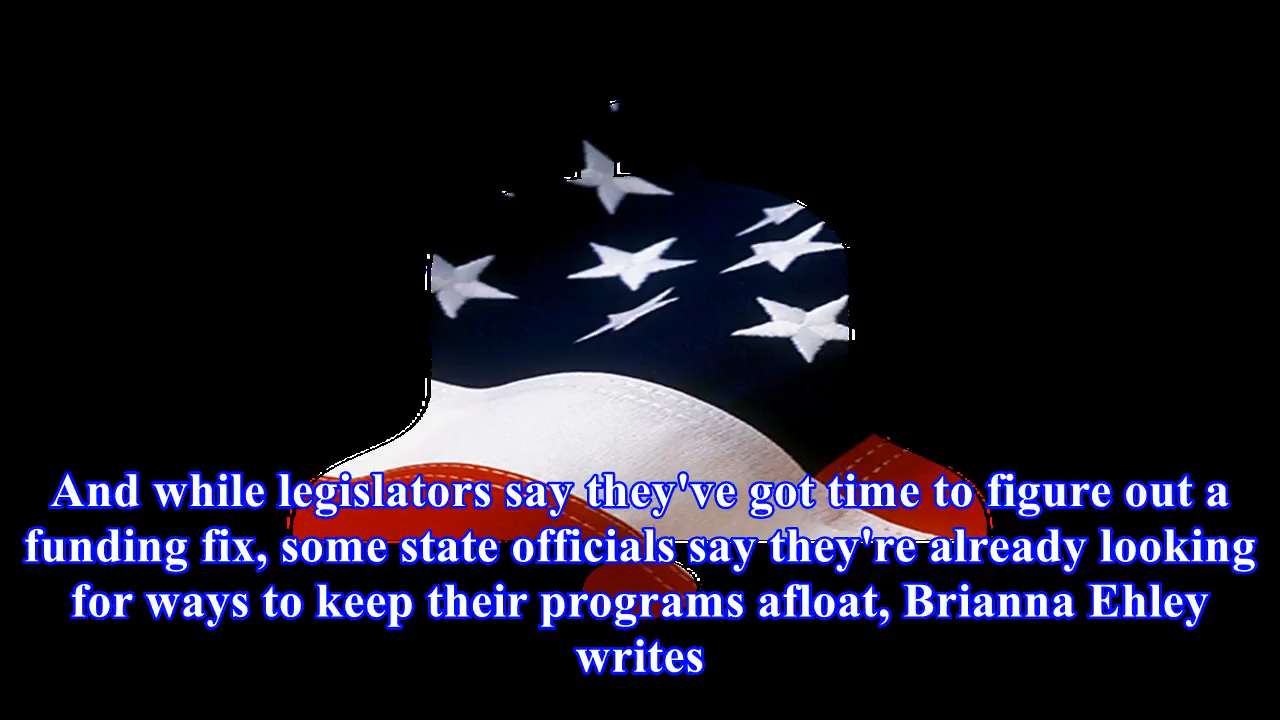 And while legislators say they've got time to figure out a
funding fix, some state officials say they're already looking
for ways to keep their programs afloat, Brianna Ehley
writes